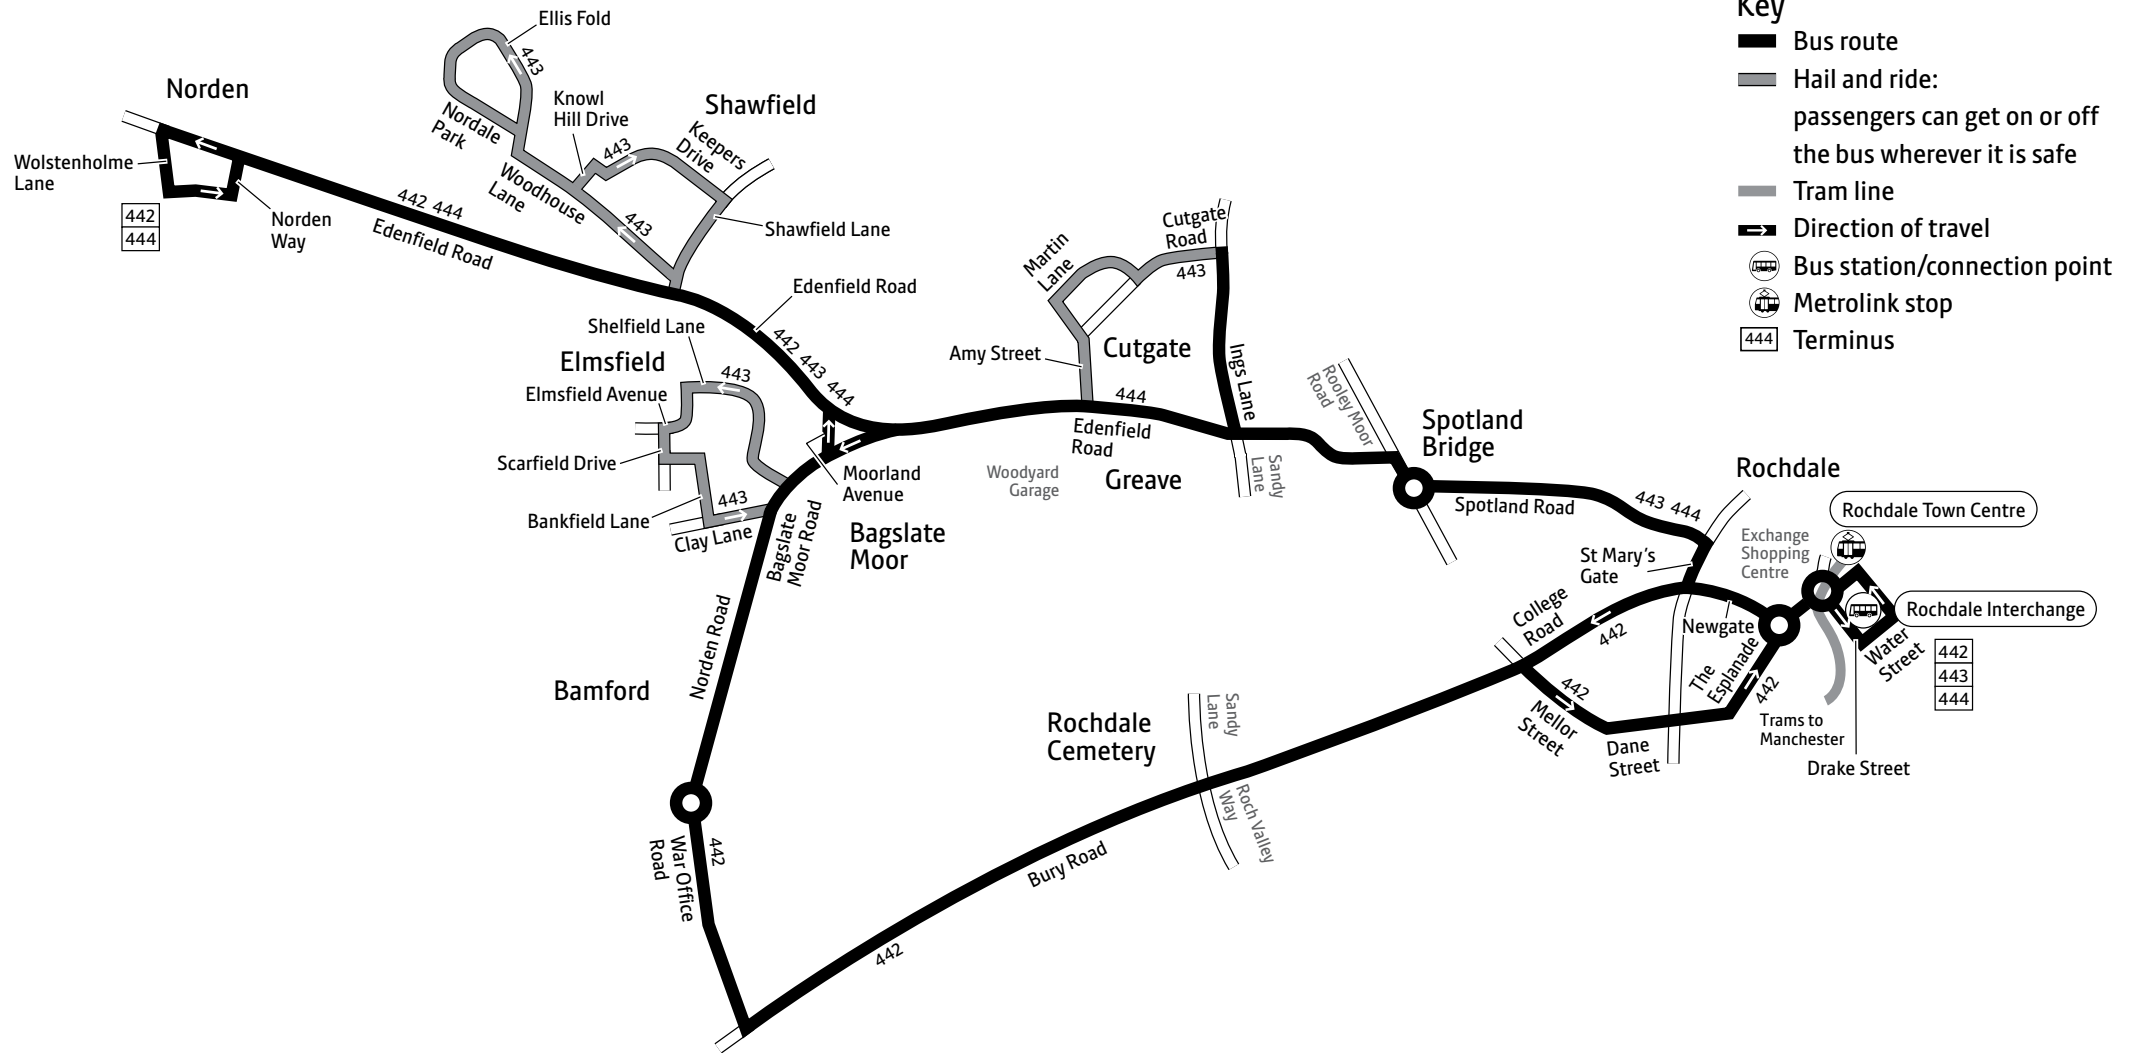 Key
Bus route
Hail and ride:
passengers can get on or off
the bus wherever it is safe
Tram line
Direction of travel
Bus station/connection point
Metrolink stop
444
Terminus
Ellis Fold
443
Norden
Knowl
Hill Drive
Shawfield
Nordale
Park
443
Keepers
Drive
Wolstenholme
Lane
Woodhouse
Lane
442 444
Norden
Way
442
444
443
Shawfield Lane
Edenfield Road
Edenfield Road
Cutgate
Road
Martin
Lane
443
Shelfield Lane
442 443 444
Elmsfield
443
Elmsfield Avenue
Amy Street
Cutgate
Ings Lane
444
Edenfield
Road
Rooley Moor
Road
Spotland
Bridge
Scarfield Drive
Moorland
Avenue
Woodyard
Garage
Greave
Sandy
Lane
443
Bankfield Lane
Clay Lane
Bagslate
Moor Road
Bagslate
Moor
Spotland Road
443 444
Rochdale
Rochdale Town Centre
Exchange
Shopping
Centre
St Mary's
Gate
Rochdale Interchange
College
Road
442
Newgate
Water
Street
442
443
444
The
Esplanade
442
442
Mellor
Street
Dane
Street
Trams to
Manchester
Drake Street
Norden Road
Bamford
Rochdale
Cemetery
Sandy
Lane
Roch Valley
Way
442
War Office
Road
Bury Road
442